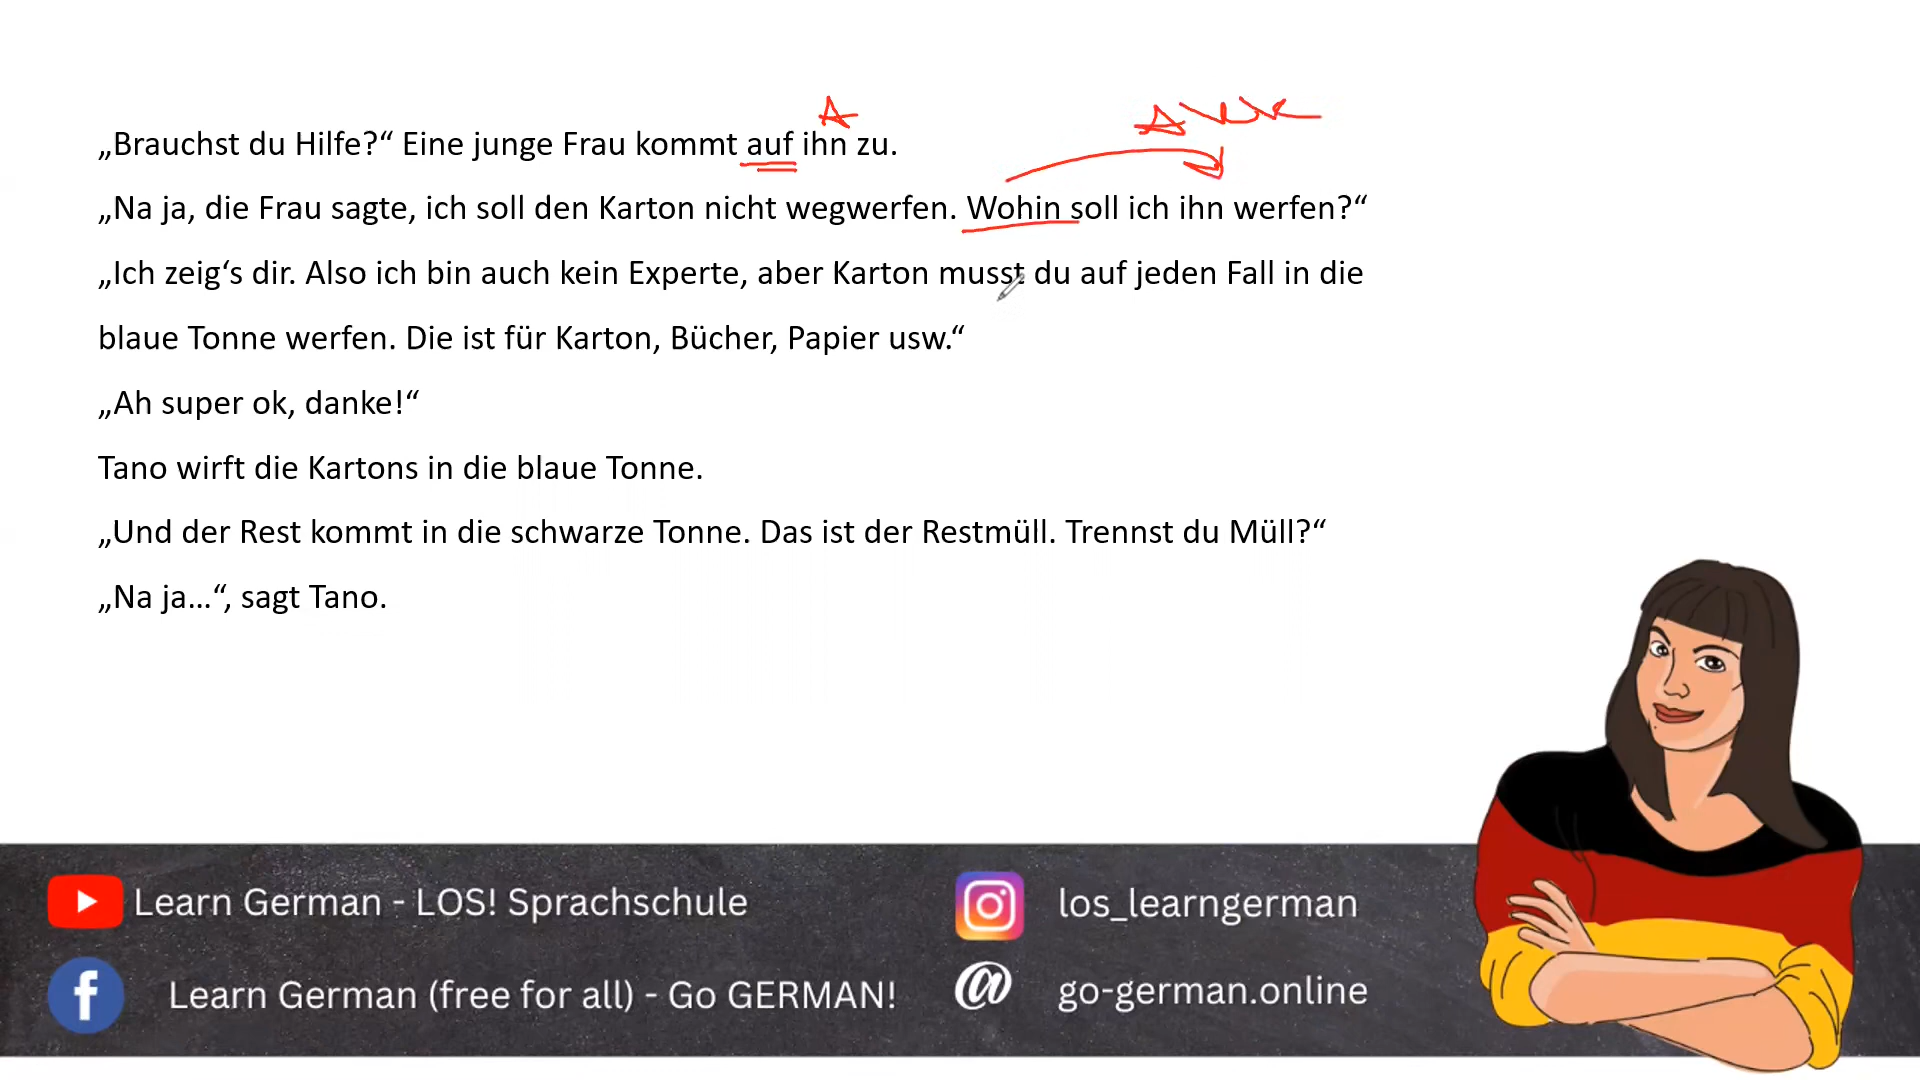 A
Akk
„Brauchst du Hilfe?“ Eine junge Frau kommt auf ihn zu.
„Na ja, die Frau sagte, ich soll den Karton nicht wegwerfen. Wohin soll ich ihn werfen?“
„Ich zeig‘s dir. Also ich bin auch kein Experte, aber Karton musst du auf jeden Fall in die
blaue Tonne werfen. Die ist für Karton, Bücher, Papier usw.“
„Ah super ok, danke!“
Tano wirft die Kartons in die blaue Tonne.
„Und der Rest kommt in die schwarze Tonne. Das ist der Restmüll. Trennst du Müll?“
„Na ja…“, sagt Tano.
Learn German - LOS! Sprachschule
los_learngerman
Learn German (free for all) - Go GERMAN!
@ go-german.online